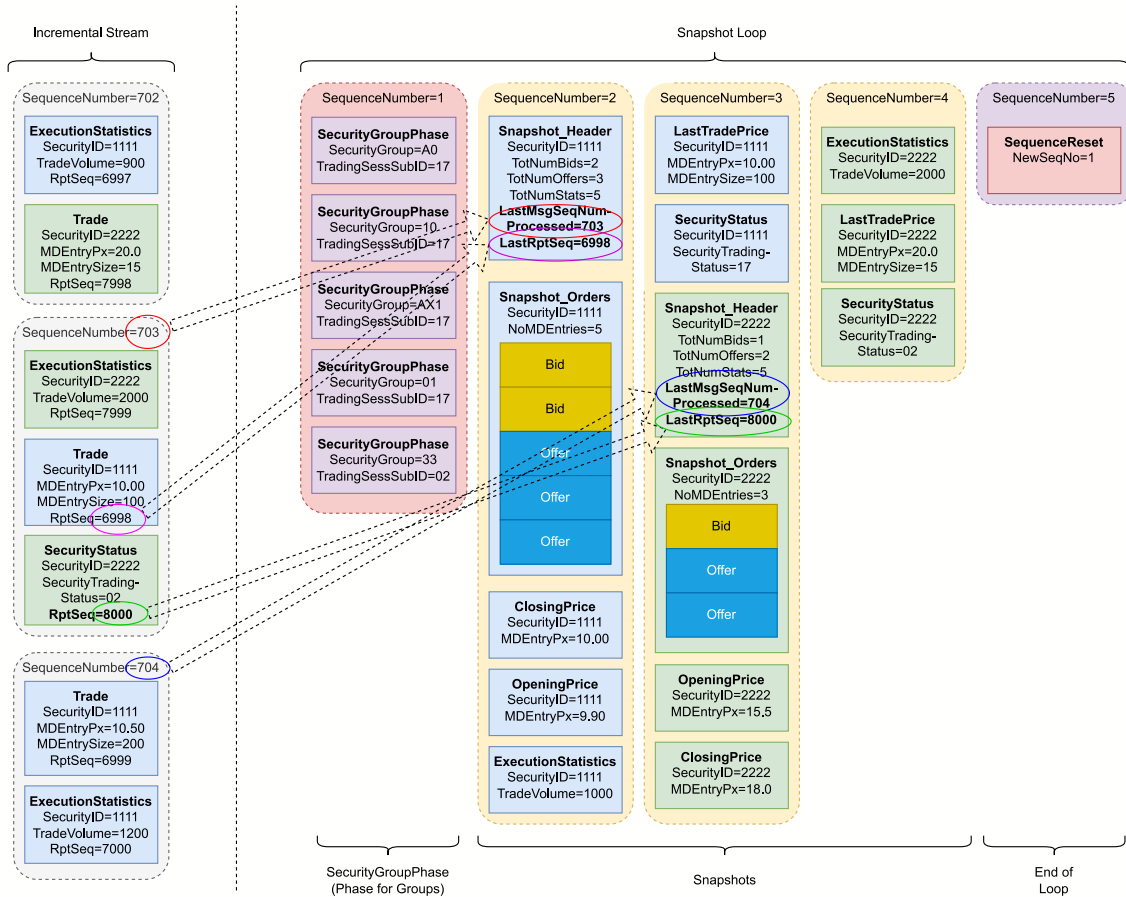 Incremental Stream
SequenceNumber=702
ExecutionStatistics
SecurityID=1111
TradeVolume=900
RptSeq=6997
Trade
SecurityID=2222
MDEntryPx=20.0
MDEntrySize=15
RptSeq=7998
SequenceNumber=703
ExecutionStatistics
SecurityID=2222
TradeVolume=2000
RptSeq=7999
Trade
SecurityID=1111
MDEntryPx=10.00
MDEntrySize=100
RptSeq=6998
SecurityStatus
SecurityID=2222
SecurityTrading-
Status=02
RptSeq=8000
SequenceNumber=704
Trade
SecurityID=1111
MDEntryPx=10.50
MDEntrySize=200
RptSeq=6999
ExecutionStatistics
SecurityID=1111
TradeVolume=1200
RptSeq=7000
Snapshot Loop
SequenceNumber=1
SecurityGroupPhase
SecurityGroup=A0
TradingSessSubID=17
SecurityGroupPhase
SecurityGroup=10
TradingSessSubID=17
SecurityGroupPhase
SecurityGroup=AX1
TradingSessSubID=17
SecurityGroupPhase
SecurityGroup=01
TradingSessSubID=17
SecurityGroupPhase
SecurityGroup=33
TradingSessSubID=02
SequenceNumber=2
Snapshot_Header
SecurityID=1111
TotNumBids=2
TotNumOffers=3
TotNumStats=5
LastMsgSeqNum-
Processed=703
LastRptSeq=6998
Snapshot_Orders
SecurityID=1111
NoMDEntries=5
Bid
Bid
Offer
Offer
Offer
ClosingPrice
SecurityID=1111
MDEntryPx=10.00
OpeningPrice
SecurityID=1111
MDEntryPx=9.90
ExecutionStatistics
SecurityID=1111
TradeVolume=1000
SequenceNumber=3
LastTradePrice
SecurityID=1111
MDEntryPx=10.00
MDEntrySize=100
SecurityStatus
SecurityID=1111
SecurityTrading-
Status=17
Snapshot_Header
SecurityID=2222
TotNumBids=1
TotNumOffers=2
TotNumStats=5
LastMsgSeqNum-
Processed=704
LastRptSeq=8000
Snapshot_Orders
SecurityID=2222
NoMDEntries=3
Bid
Offer
Offer
OpeningPrice
SecurityID=2222
MDEntryPx=15.5
ClosingPrice
SecurityID=2222
MDEntryPx=18.0
SequenceNumber=4
ExecutionStatistics
SecurityID=2222
TradeVolume=2000
LastTradePrice
SecurityID=2222
MDEntryPx=20.0
MDEntrySize=15
SecurityStatus
SecurityID=2222
SecurityTrading-
Status=02
SequenceNumber=5
SequenceReset
NewSeqNo=1
SecurityGroupPhase
(Phase for Groups)
Snapshots
End of
Loop